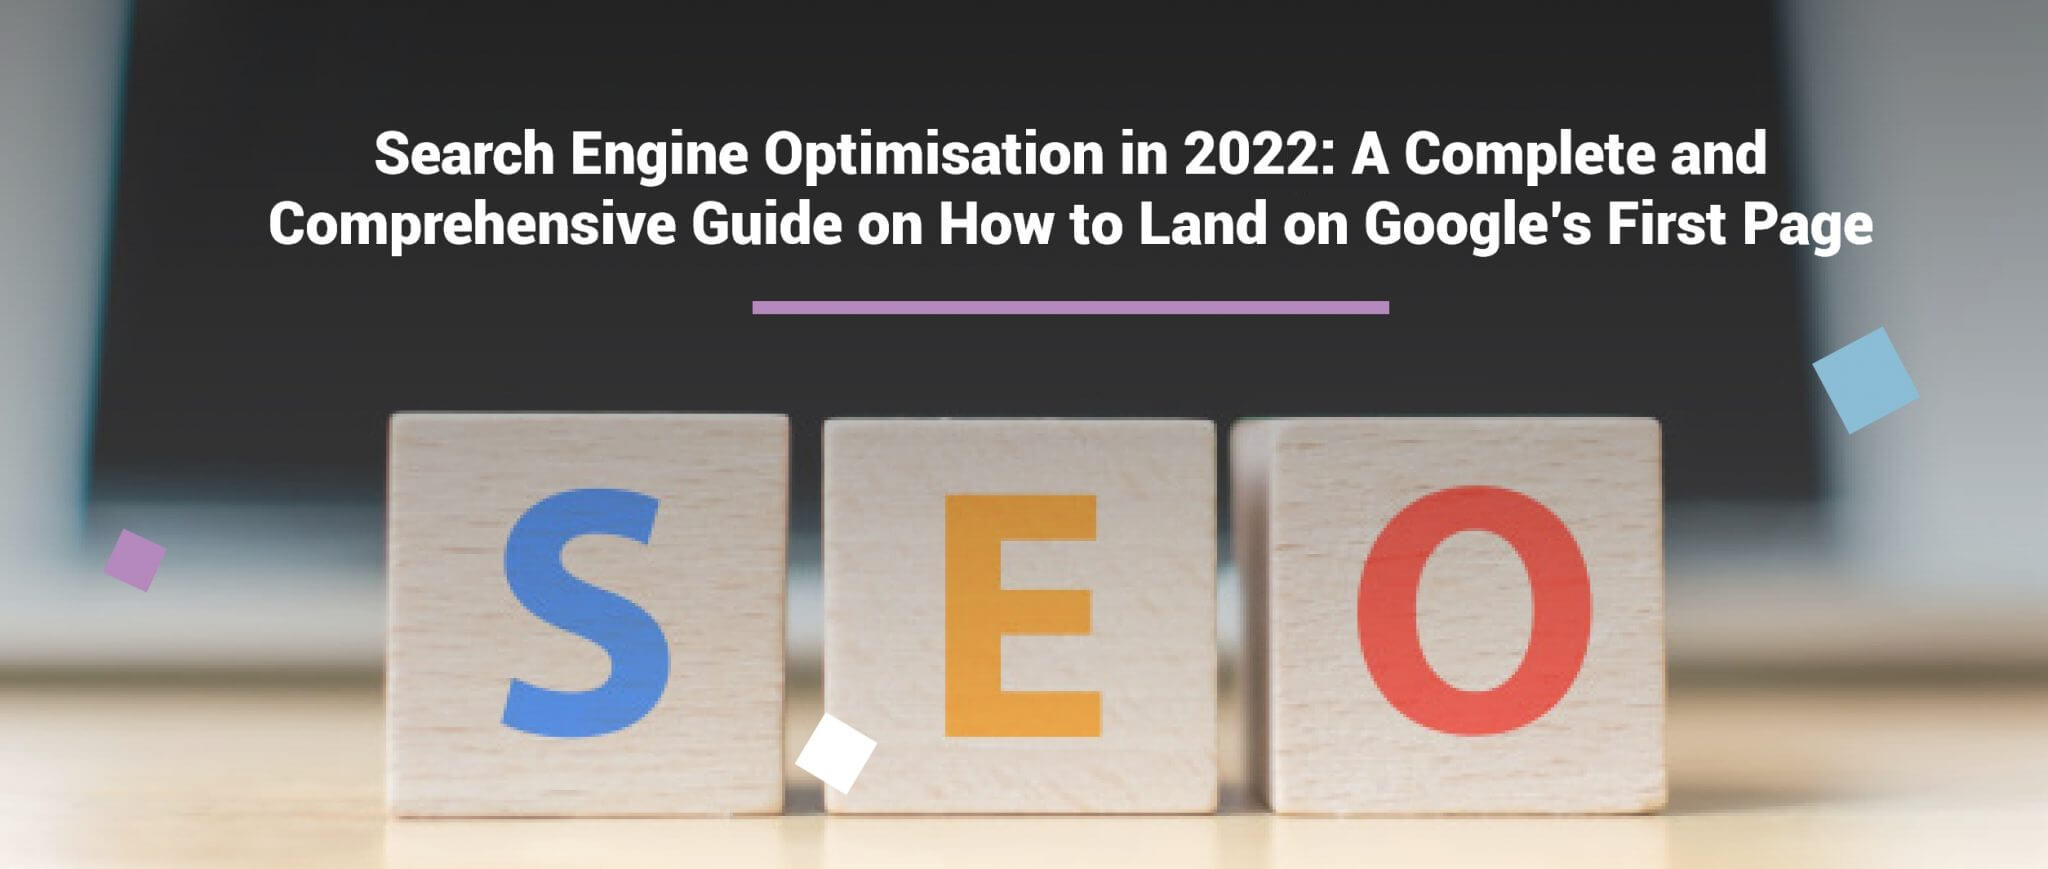 Search Engine Optimisation in 2022: A Complete and
Comprehensive Guide on How to Land on Google's First Page
S E O